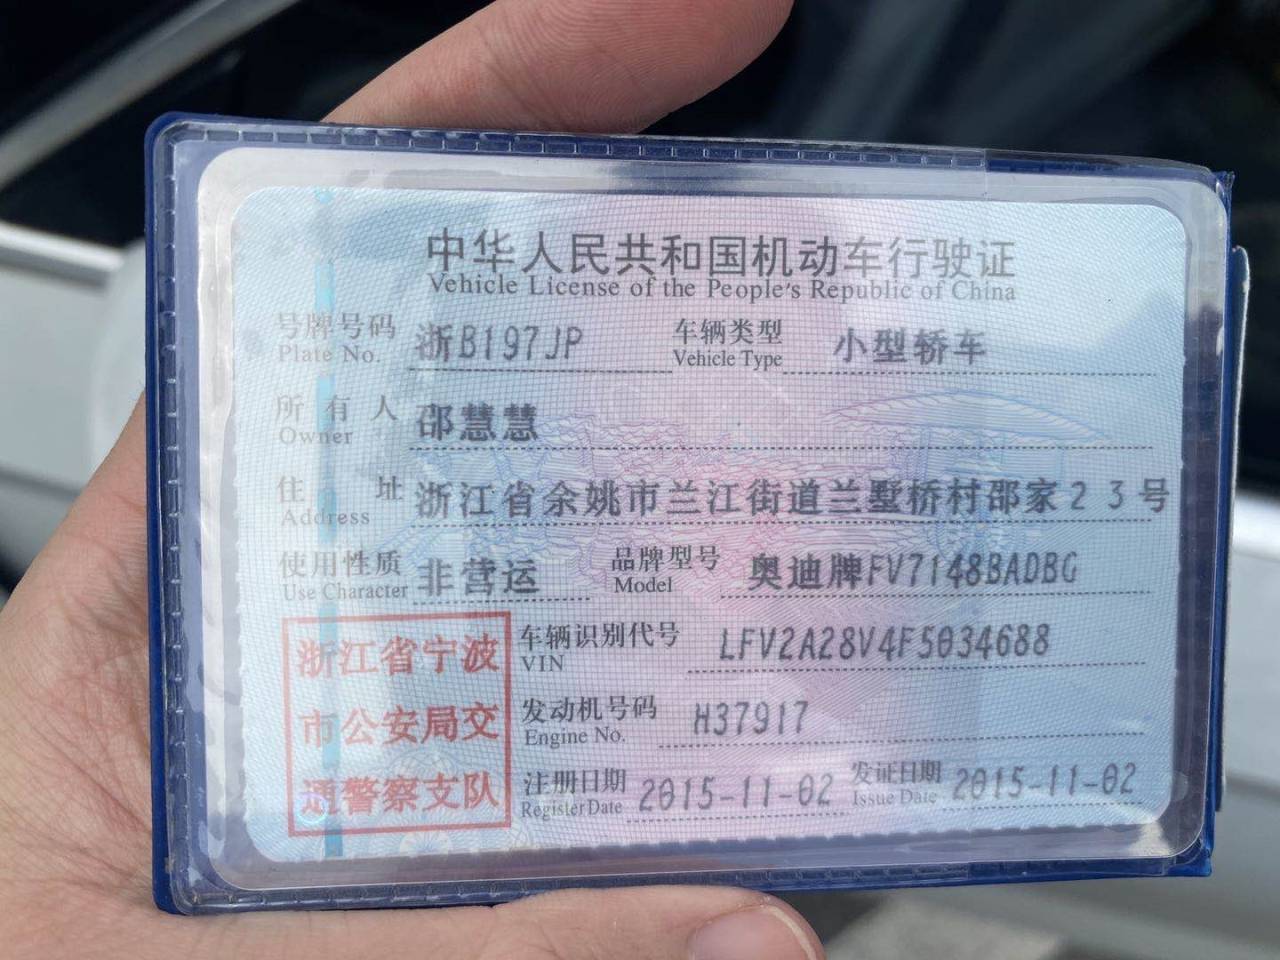 中华人民共和国机动车行驶证
Vehicle License of the People's Republic of China
号牌号码 浙B197JP 车辆类型 小型轿车
Plate No. Vehicle Type
所有人 邵慧慧
Owner
住址 浙江省余姚市兰江街道兰墅桥村邵家23号
Address
使用性质 非营运 品牌型号 奥迪牌FV7148BADBG
Use Character Model
浙江省宁波 车辆识别代号 LFV2A28V4F5034688
VIN
市公安局交 发动机号码 H37917
Engine No.
通警察支队 注册日期 2015-11-02 发证日期 2015-11-02
Register Date Issue Date